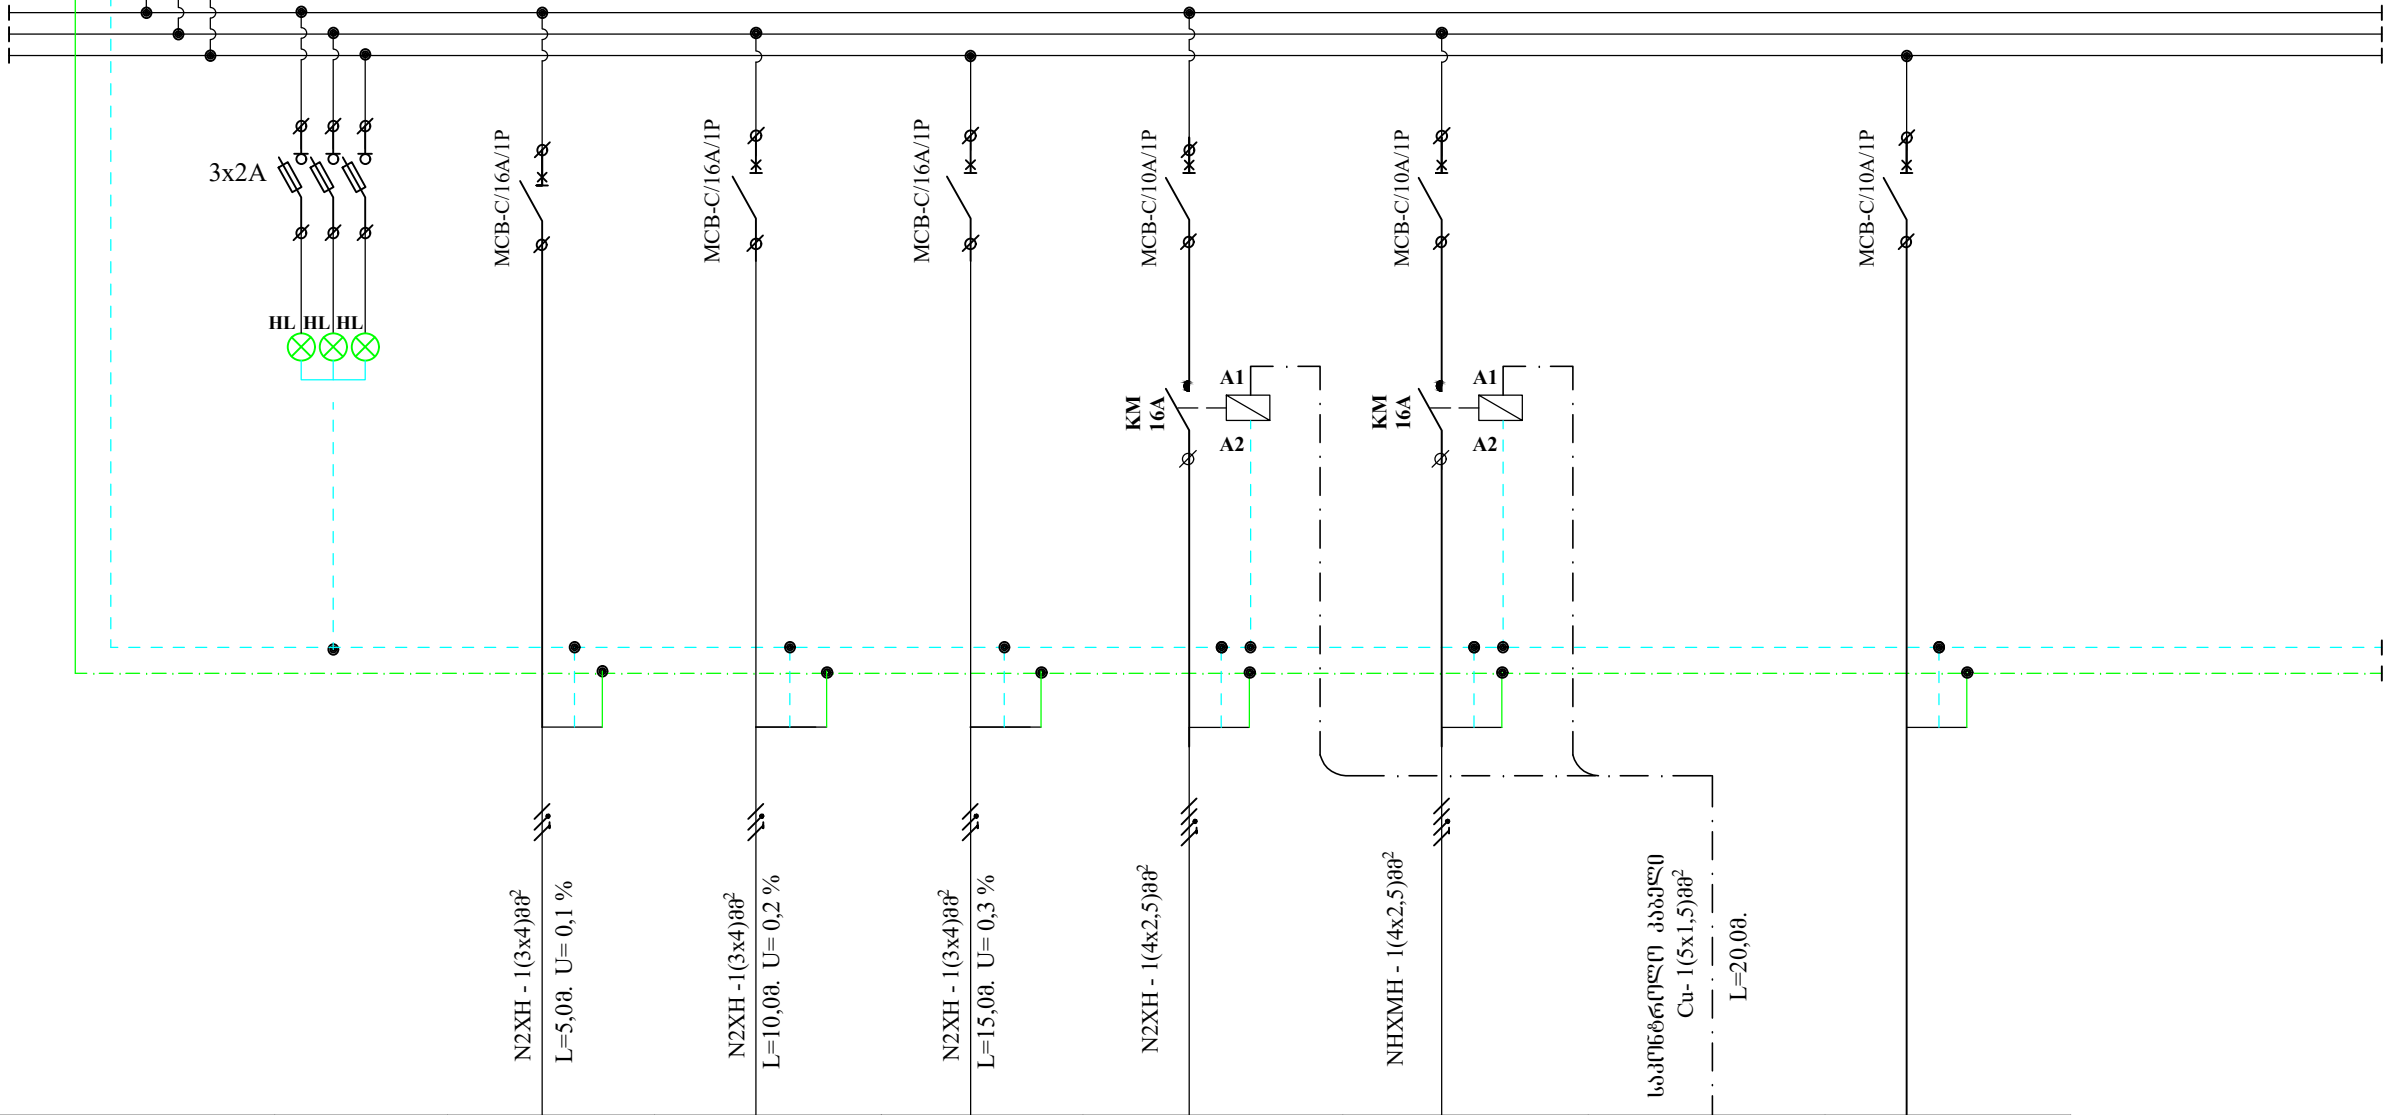 3x2A
HL HL HL
MCB-C/16A/1P
MCB-C/16A/1P
MCB-C/16A/1P
MCB-C/10A/1P
MCB-C/10A/1P
MCB-C/10A/1P
KM
16A
A1
A2
KM
16A
A1
A2
N2XH - 1(3x4)მმ²
L=5,0მ. U= 0,1 %
N2XH -1(3x4)მმ²
L=10,0მ. U= 0,2 %
N2XH - 1(3x4)მმ²
L=15,0მ. U= 0,3 %
N2XH - 1(4x2,5)მმ²
NHXMH - 1(4x2,5)მმ²
საკონტროლო კაბელი
Cu- 1(5x1,5)მმ²
L=20,0მ.